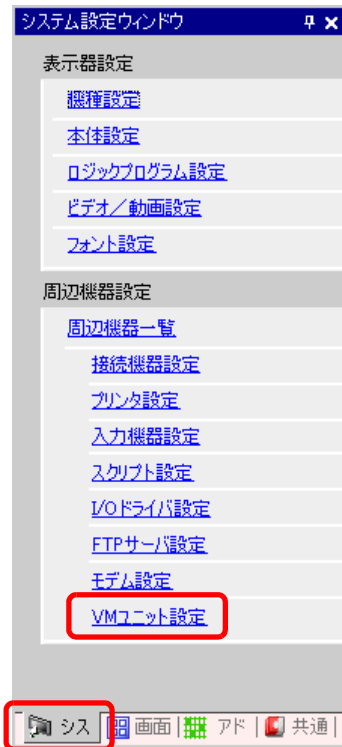 システム設定ウィンドウ
表示器設定
機種設定
本体設定
ロジックプログラム設定
ビデオ／動画設定
フォント設定
周辺機器設定
周辺機器一覧
接続機器設定
プリンタ設定
入力機器設定
スクリプト設定
I/Oドライバ設定
FTPサーバ設定
モデム設定
VMユニット設定
シス 画面 アド 共通